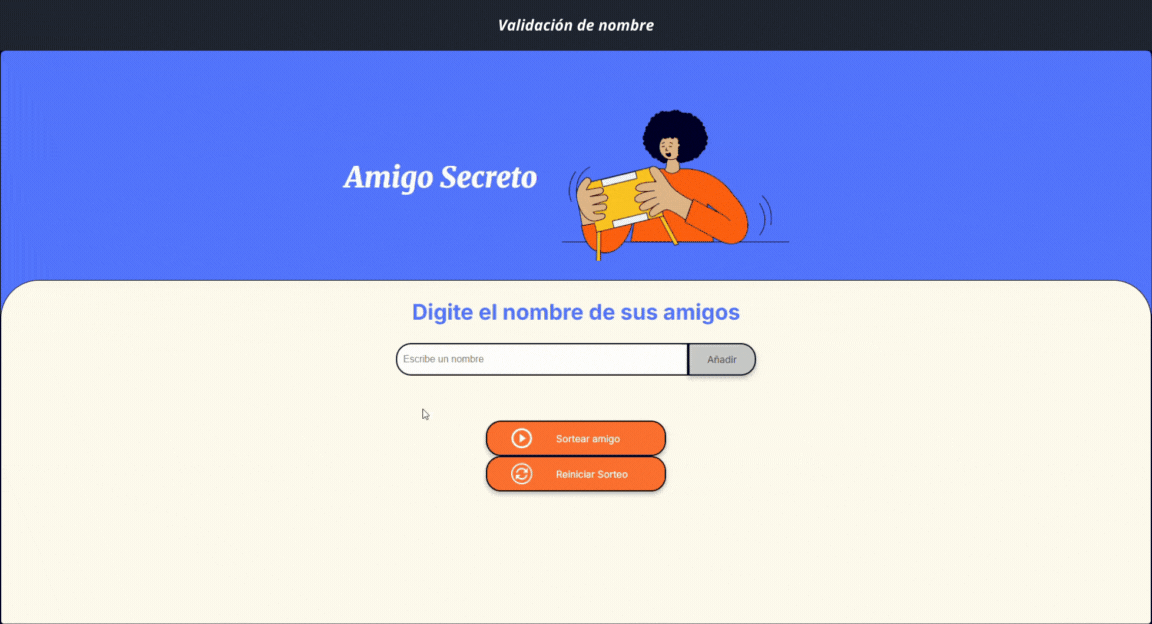 Validación de nombre
Amigo Secreto
Digite el nombre de sus amigos
Escribe un nombre
Añadir
Sortear amigo
Reiniciar Sorteo